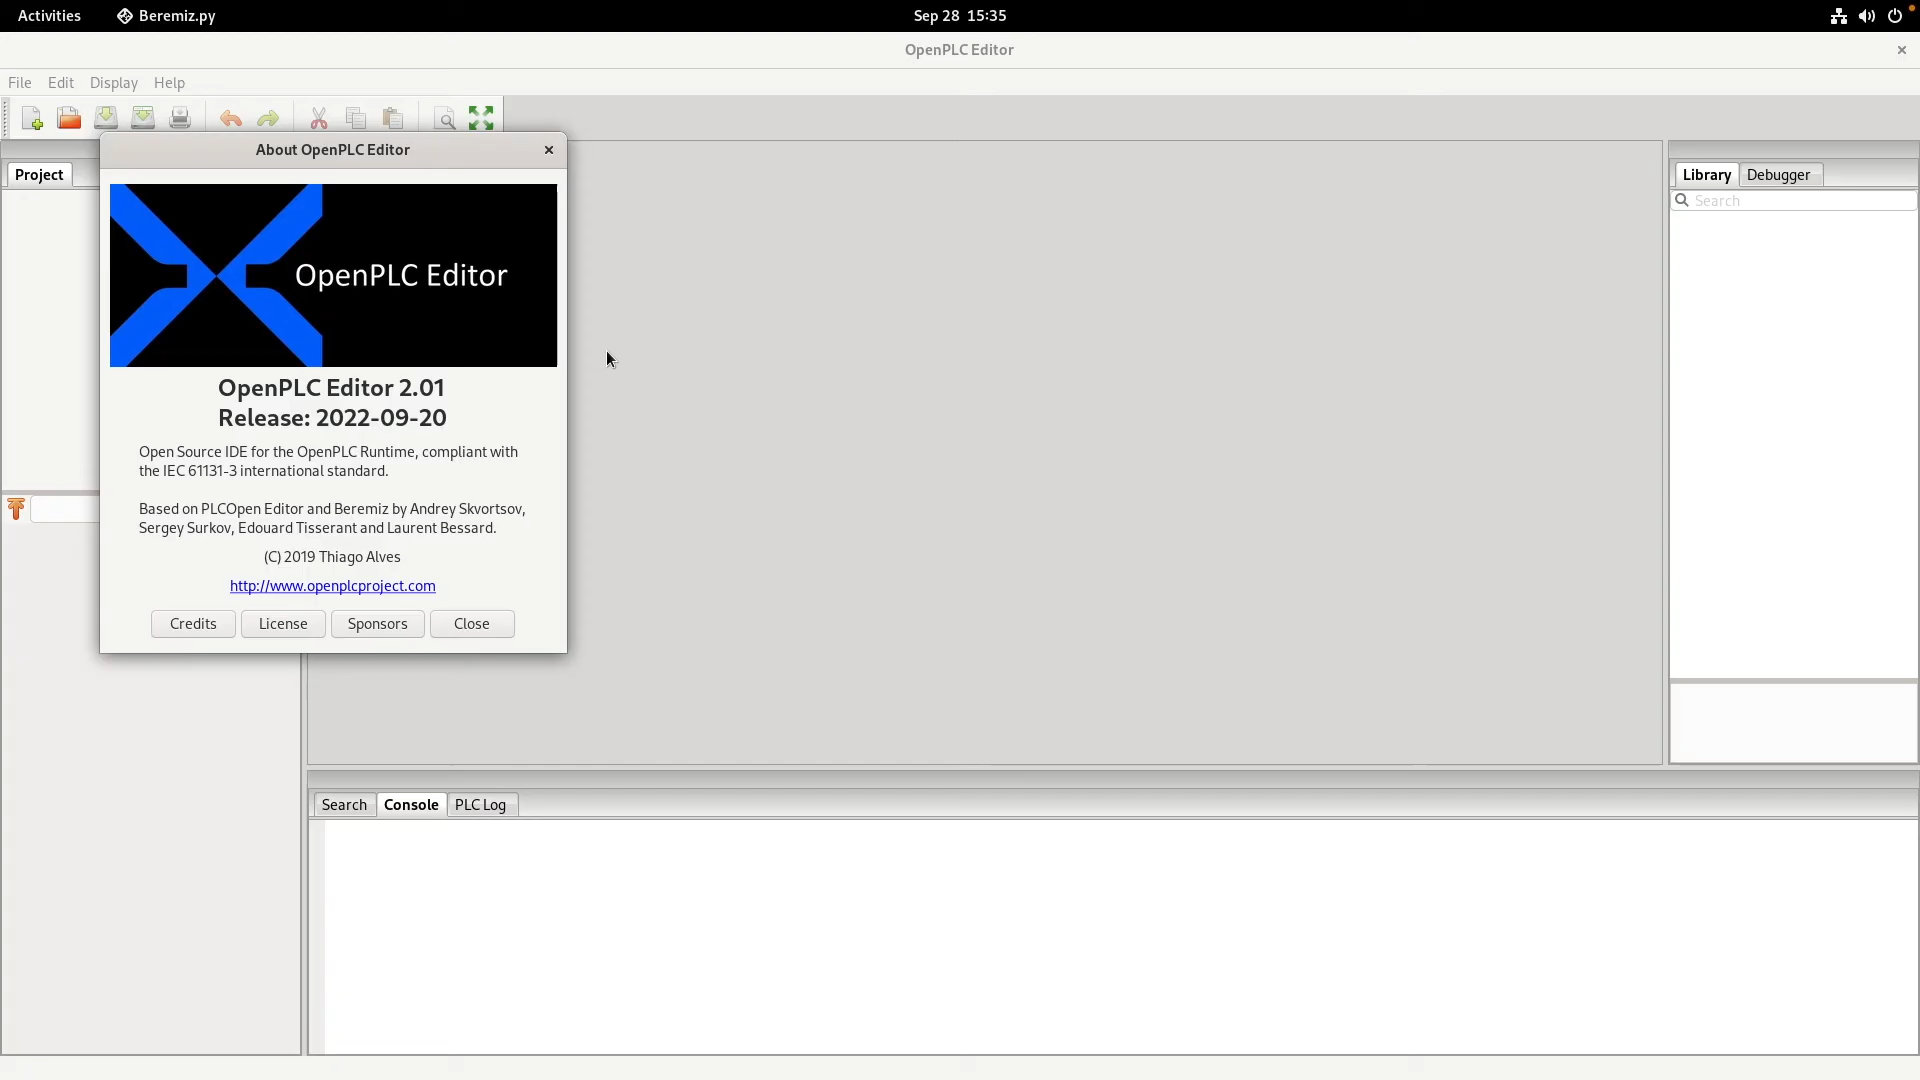 Activities
Beremiz.py
Sep 28 15:35
OpenPLC Editor
File Edit Display Help
About OpenPLC Editor
Project
Library Debugger
Search
OpenPLC Editor
OpenPLC Editor 2.01
Release: 2022-09-20
Open Source IDE for the OpenPLC Runtime, compliant with
the IEC 61131-3 international standard.
Based on PLCOpen Editor and Beremiz by Andrey Skvortsov,
Sergey Surkov, Edouard Tisserant and Laurent Bessard.
(C) 2019 Thiago Alves
http://www.openplcproject.com
Credits License Sponsors Close
Search Console PLC Log